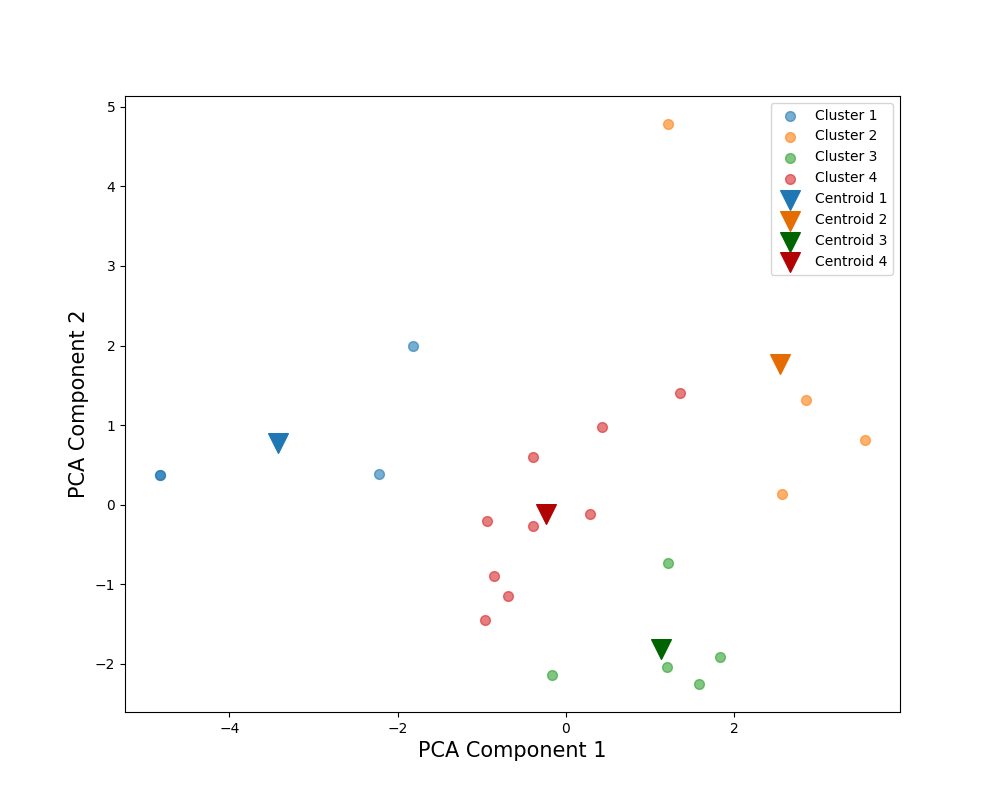 5
4
3
2
1
0
−1
−2
−4
−2
0
2
PCA Component 1
PCA Component 2
Cluster 1
Cluster 2
Cluster 3
Cluster 4
Centroid 1
Centroid 2
Centroid 3
Centroid 4